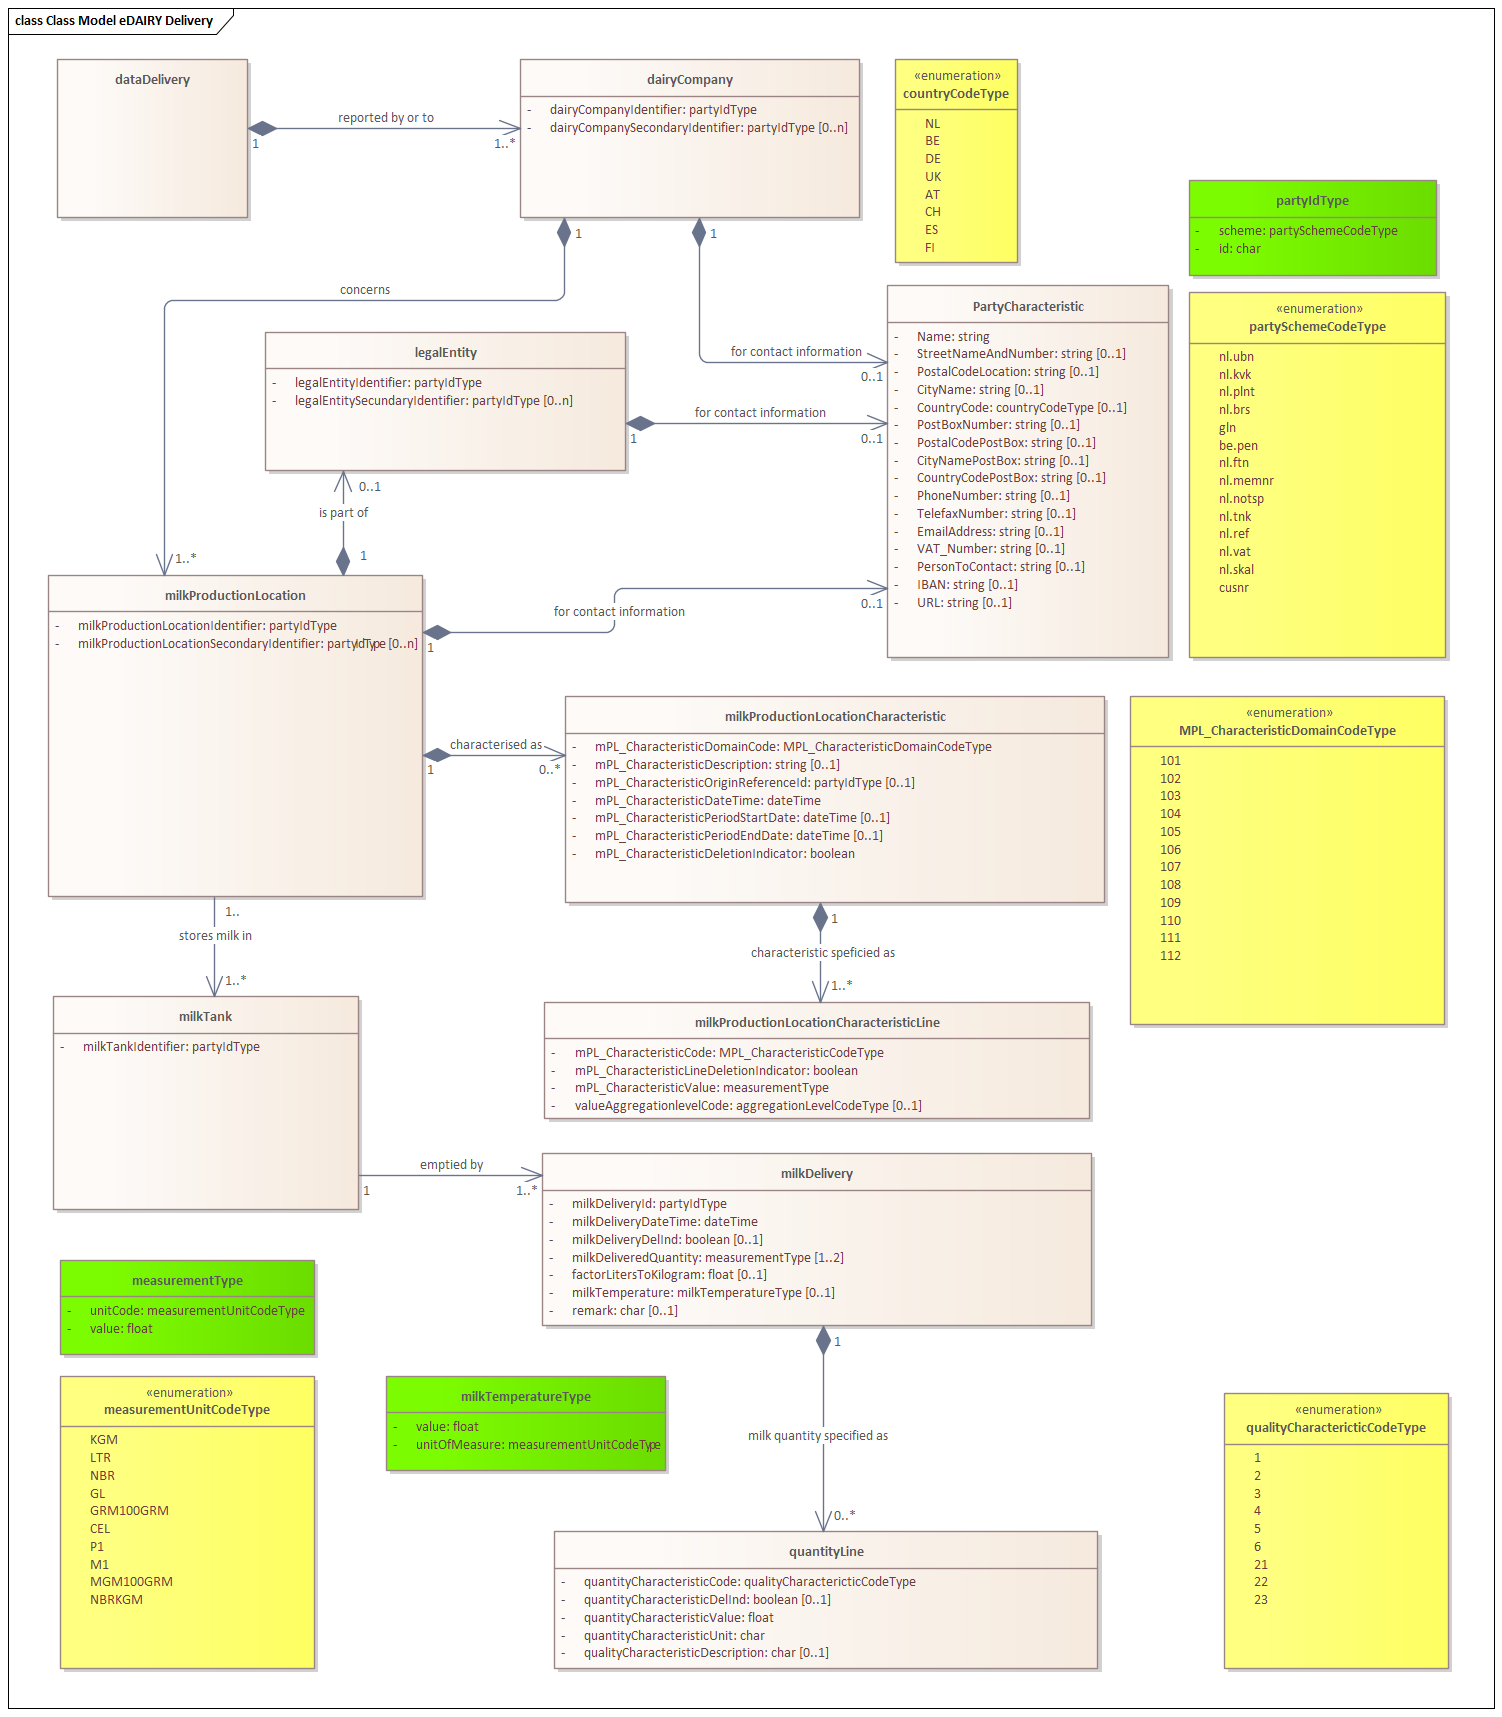 class Class Model eDAIRY Delivery
dataDelivery
reported by or to
1
1..*
dairyCompany
- dairyCompanyIdentifier: partyIdType
- dairyCompanySecondaryIdentifier: partyIdType [0..n]
«enumeration»
countryCodeType
NL
BE
DE
UK
AT
CH
ES
FI
partyIdType
- scheme: partySchemeCodeType
- id: char
1
concerns
1..*
1
for contact information
0..1
legalEntity
- legalEntityIdentifier: partyIdType
- legalEntitySecundaryIdentifier: partyIdType [0..n]
1
for contact information
0..1
0..1
is part of
1
PartyCharacteristic
- Name: string
- StreetNameAndNumber: string [0..1]
- PostalCodeLocation: string [0..1]
- CityName: string [0..1]
- CountryCode: countryCodeType [0..1]
- PostBoxNumber: string [0..1]
- PostalCodePostBox: string [0..1]
- CityNamePostBox: string [0..1]
- CountryCodePostBox: string [0..1]
- PhoneNumber: string [0..1]
- TelefaxNumber: string [0..1]
- EmailAddress: string [0..1]
- VAT_Number: string [0..1]
- PersonToContact: string [0..1]
- IBAN: string [0..1]
- URL: string [0..1]
«enumeration»
partySchemeCodeType
nl.ubn
nl.kvk
nl.plnt
nl.brs
gln
be.pen
nl.ftn
nl.memnr
nl.notsp
nl.tnk
nl.ref
nl.vat
nl.skal
cusnr
milkProductionLocation
- milkProductionLocationIdentifier: partyIdType
- milkProductionLocationSecondaryIdentifier: partyIdType [0..n]
1
for contact information
0..1
1
characterised as
0..*
milkProductionLocationCharacteristic
- mPL_CharacteristicDomainCode: MPL_CharacteristicDomainCodeType
- mPL_CharacteristicDescription: string [0..1]
- mPL_CharacteristicOriginReferenceId: partyIdType [0..1]
- mPL_CharacteristicDateTime: dateTime
- mPL_CharacteristicPeriodStartDate: dateTime [0..1]
- mPL_CharacteristicPeriodEndDate: dateTime [0..1]
- mPL_CharacteristicDeletionIndicator: boolean
«enumeration»
MPL_CharacteristicDomainCodeType
101
102
103
104
105
106
107
108
109
110
111
112
1..
stores milk in
1..*
1
characteristic speficied as
1..*
milkTank
- milkTankIdentifier: partyIdType
milkProductionLocationCharacteristicLine
- mPL_CharacteristicCode: MPL_CharacteristicCodeType
- mPL_CharacteristicLineDeletionIndicator: boolean
- mPL_CharacteristicValue: measurementType
- valueAggregationlevelCode: aggregationLevelCodeType [0..1]
emptied by
1
1..*
milkDelivery
- milkDeliveryId: partyIdType
- milkDeliveryDateTime: dateTime
- milkDeliveryDelInd: boolean [0..1]
- milkDeliveredQuantity: measurementType [1..2]
- factorLitersToKilogram: float [0..1]
- milkTemperature: milkTemperatureType [0..1]
- remark: char [0..1]
measurementType
- unitCode: measurementUnitCodeType
- value: float
«enumeration»
measurementUnitCodeType
KGM
LTR
NBR
GL
GRM100GRM
CEL
P1
M1
MGM100GRM
NBRKGM
milkTemperatureType
- value: float
- unitOfMeasure: measurementUnitCodeType
1
milk quantity specified as
0..*
«enumeration»
qualityCharactericticCodeType
1
2
3
4
5
6
21
22
23
quantityLine
- quantityCharacteristicCode: qualityCharactericticCodeType
- quantityCharacteristicDelInd: boolean [0..1]
- quantityCharacteristicValue: float
- quantityCharacteristicUnit: char
- qualityCharacteristicDescription: char [0..1]